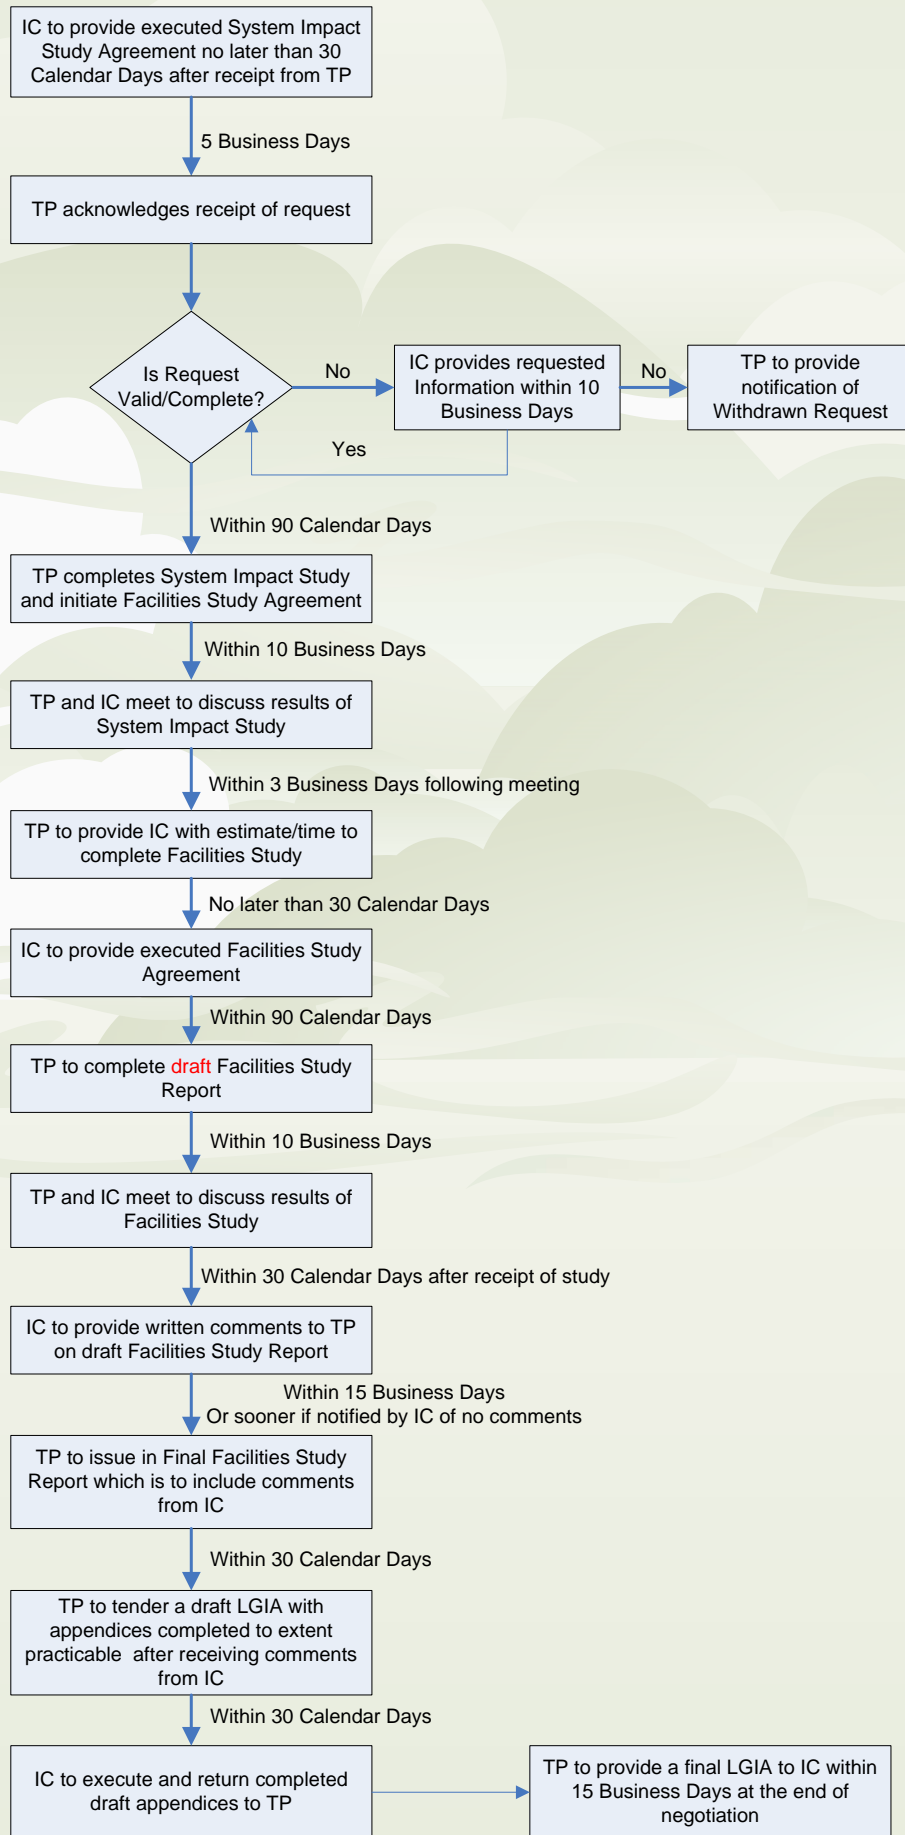 IC to provide executed System Impact
Study Agreement no later than 30
Calendar Days after receipt from TP
5 Business Days
TP acknowledges receipt of request
Is Request
Valid/Complete?
No
IC provides requested
Information within 10
Business Days
No
TP to provide
notification of
Withdrawn Request
Yes
Within 90 Calendar Days
TP completes System Impact Study
and initiate Facilities Study Agreement
Within 10 Business Days
TP and IC meet to discuss results of
System Impact Study
Within 3 Business Days following meeting
TP to provide IC with estimate/time to
complete Facilities Study
No later than 30 Calendar Days
IC to provide executed Facilities Study
Agreement
Within 90 Calendar Days
TP to complete draft Facilities Study
Report
Within 10 Business Days
TP and IC meet to discuss results of
Facilities Study
Within 30 Calendar Days after receipt of study
IC to provide written comments to TP
on draft Facilities Study Report
Within 15 Business Days
Or sooner if notified by IC of no comments
TP to issue in Final Facilities Study
Report which is to include comments
from IC
Within 30 Calendar Days
TP to tender a draft LGIA with
appendices completed to extent
practicable after receiving comments
from IC
Within 30 Calendar Days
IC to execute and return completed
draft appendices to TP
TP to provide a final LGIA to IC within
15 Business Days at the end of
negotiation